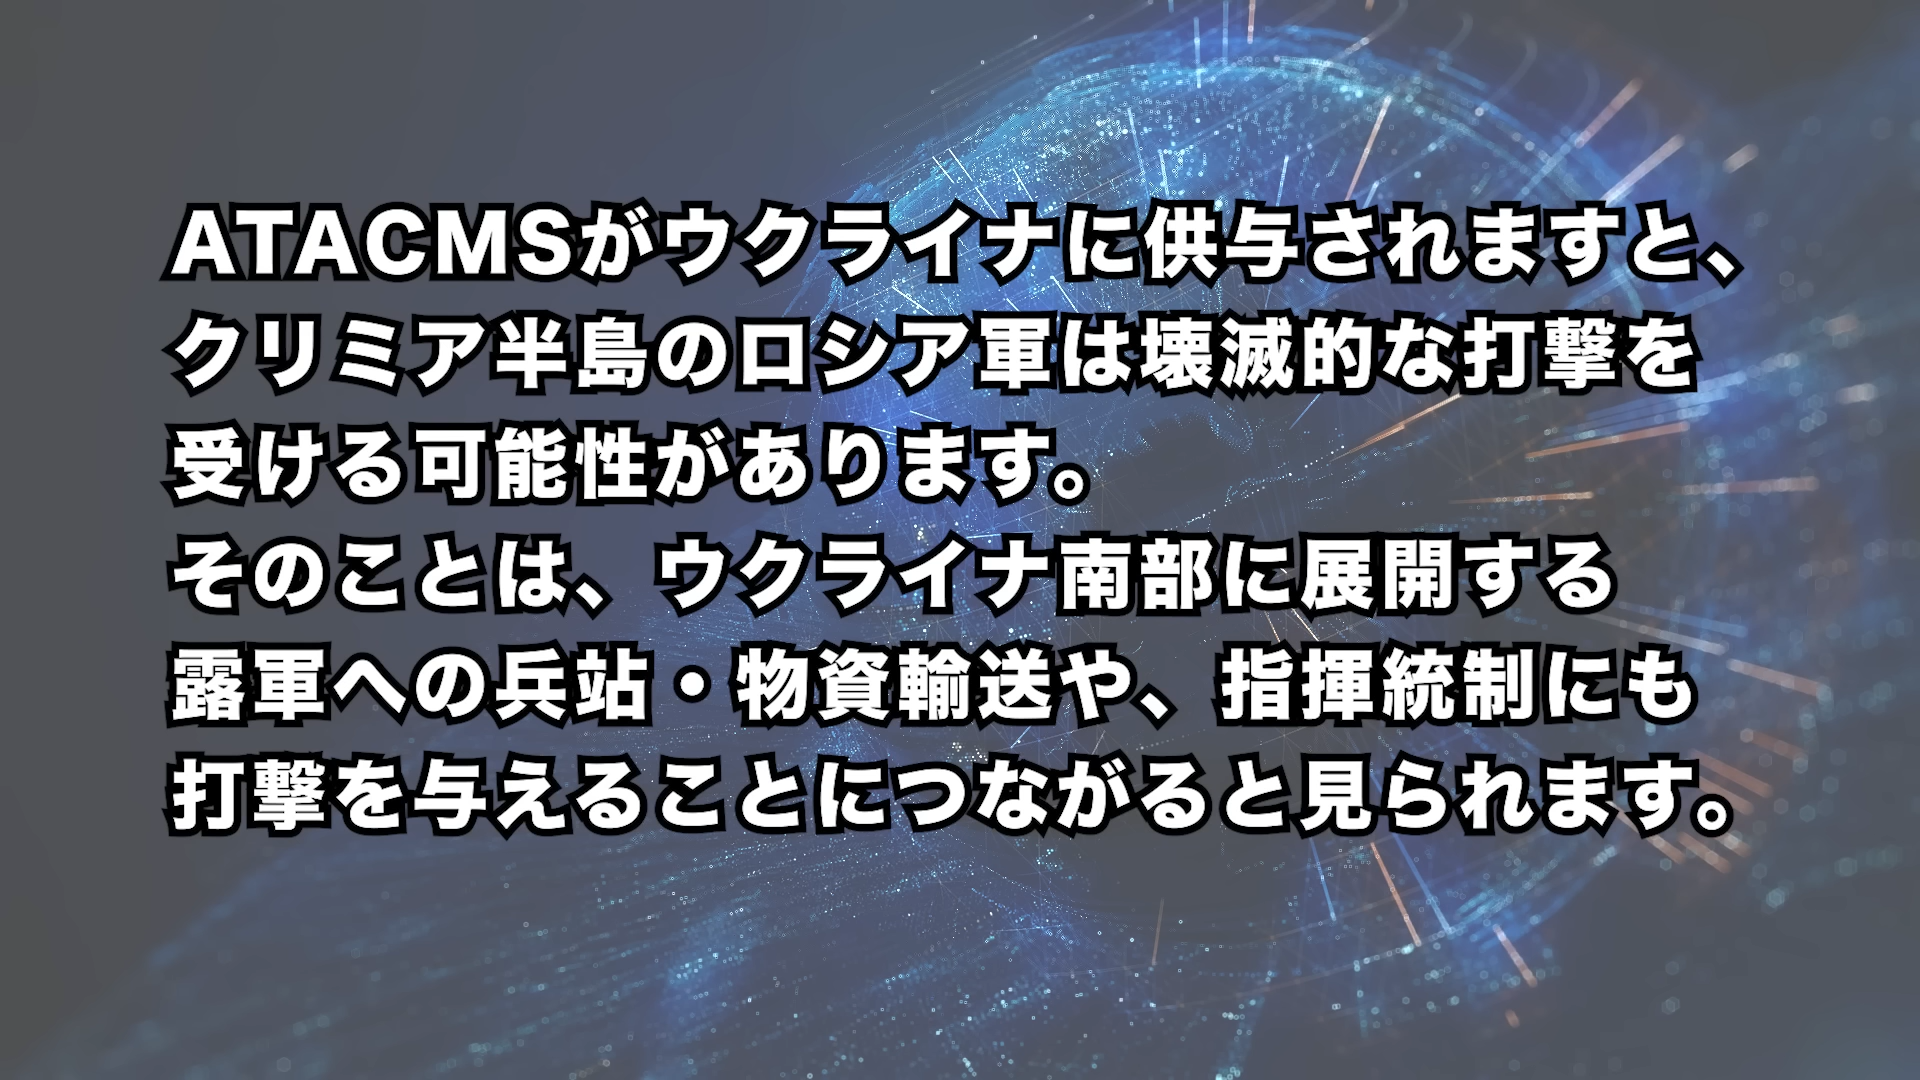 ATACMSがウクライナに供与されますと、
クリミア半島のロシア軍は壊滅的な打撃を
受ける可能性があります。
そのことは、ウクライナ南部に展開する
露軍への兵站・物資輸送や、指揮統制にも
打撃を与えることにつながると見られます。